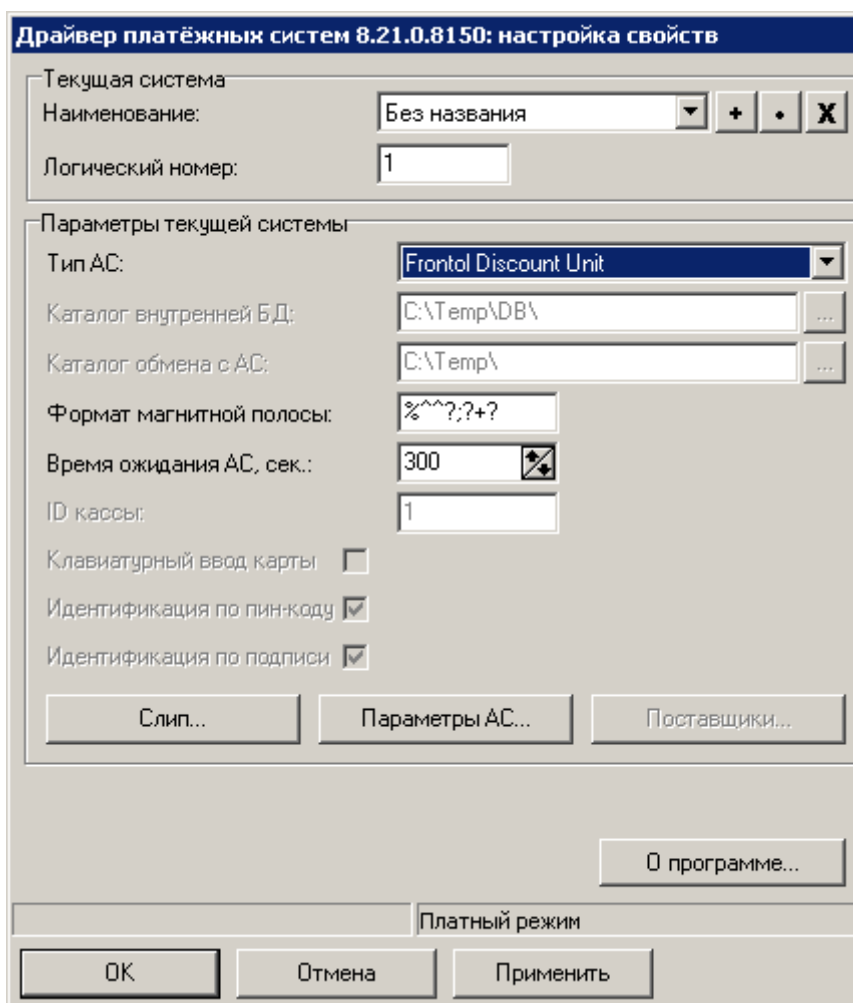 Драйвер платёжных систем 8.21.0.8150: настройка свойств
Текущая система
Наименование: Без названия + • X
Логический номер: 1
Параметры текущей системы
Тип АС: Frontol Discount Unit
Каталог внутренней БД: C:\Temp\DB\ ...
Каталог обмена с АС: C:\Temp\ ...
Формат магнитной полосы: %^^?;?+?
Время ожидания АС, сек.: 300
ID кассы: 1
Клавиатурный ввод карты
Идентификация по пин-коду
Идентификация по подписи
Слип... Параметры АС... Поставщики...
О программе...
Платный режим
ОК Отмена Применить